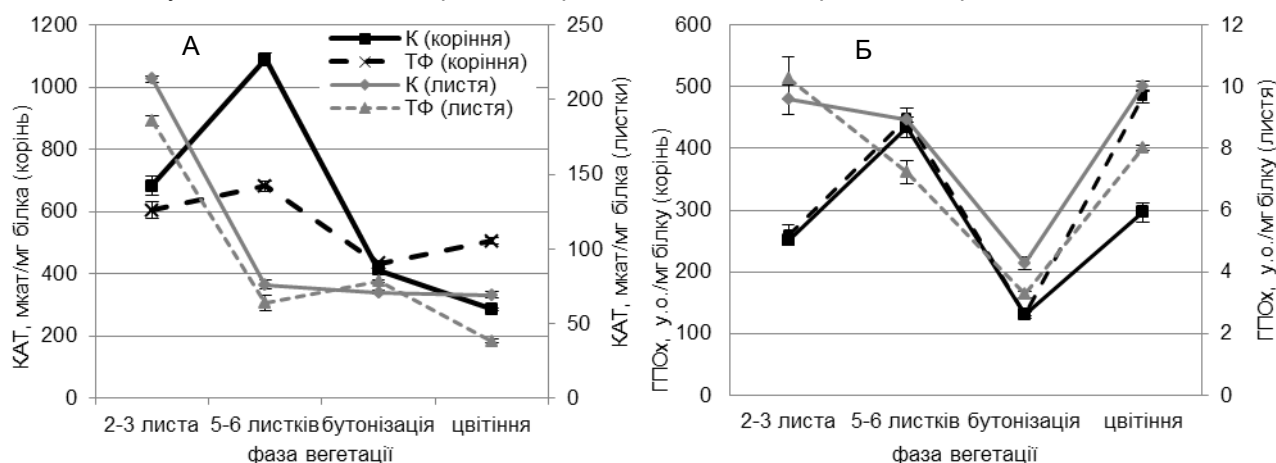 А
К (коріння)
ТФ (коріння)
К (листя)
ТФ (листя)
КАТ, мкат/мг білка (корінь)
1200
1000
800
600
400
200
0
КАТ, мкат/мг білка (листки)
250
200
150
100
50
0
2-3 листа 5-6 листків бутонізація цвітіння
фаза вегетації
Б
ГПОх, у.о./мг білку (корінь)
600
500
400
300
200
100
0
ГПОх, у.о./мг білку (листя)
12
10
8
6
4
2
0
2-3 листа 5-6 листків бутонізація цвітіння
фаза вегетації